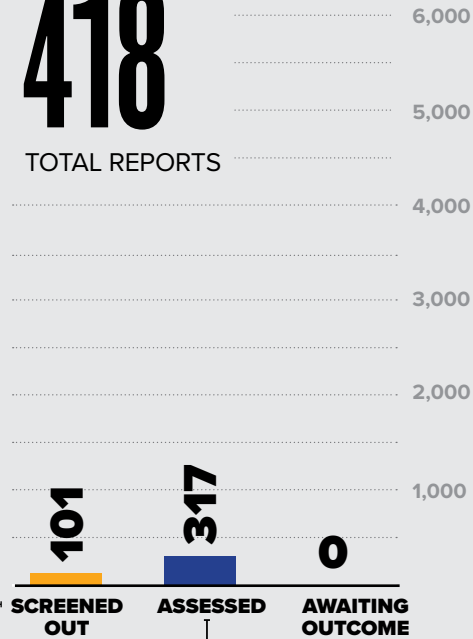 418
TOTAL REPORTS
6,000
5,000
4,000
3,000
2,000
1,000
101
317
0
SCREENED
OUT
ASSESSED
AWAITING
OUTCOME